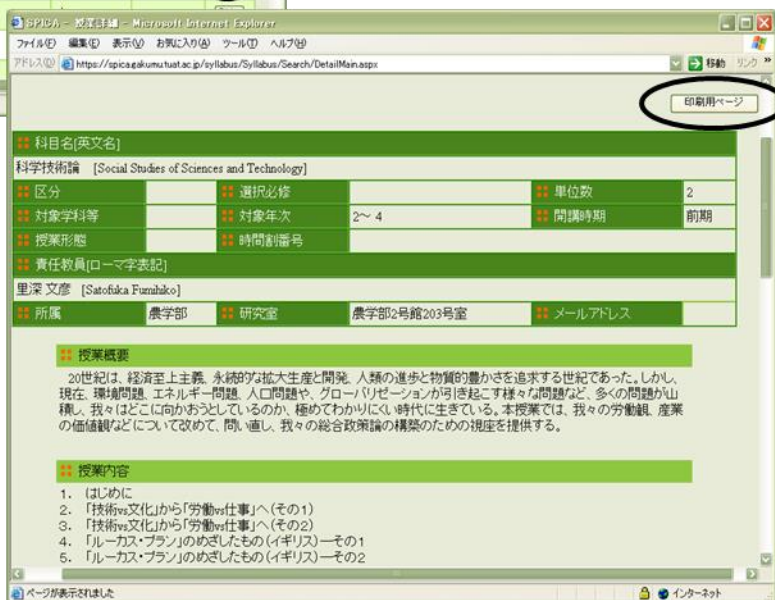 SPICA - 授業詳細 - Microsoft Internet Explorer
ファイル(F) 編集(E) 表示(V) お気に入り(A) ツール(T) ヘルプ(H)
アドレス(D) https://spica.gakumu.tuat.ac.jp/syllabus/Syllabus/Search/DetailMain.aspx 移動 リンク »
印刷用ページ
科目名[英文名]
科学技術論 [Social Studies of Sciences and Technology]
区分 選択必修 単位数 2
対象学科等 対象年次 2~4 開講時期 前期
授業形態 時間割番号
責任教員[ローマ字表記]
里深 文彦 [Satofuka Fumihiko]
所属 農学部 研究室 農学部2号館203号室 メールアドレス
授業概要
20世紀は、経済至上主義、永続的な拡大生産と開発、人類の進歩と物質的豊かさを追求する世紀であった。しかし、
現在、環境問題、エネルギー問題、人口問題や、グローバリゼーションが引き起こす様々な問題など、多くの問題が山
積し、我々はどこに向かおうとしているのか、極めてわかりにくい時代に生きている。本授業では、我々の労働観、産業
の価値観などについて改めて、問い直し、我々の総合政策論の構築のための視座を提供する。
授業内容
1. はじめに
2. 「技術vs文化」から「労働vs仕事」へ(その1)
3. 「技術vs文化」から「労働vs仕事」へ(その2)
4. 「ルーカス・プラン」のめざしたもの(イギリス)―その1
5. 「ルーカス・プラン」のめざしたもの(イギリス)―その2
ページが表示されました インターネット